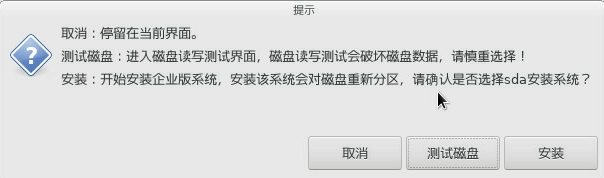 提示
取消：停留在当前界面。
测试磁盘：进入磁盘读写测试界面，磁盘读写测试会破坏磁盘数据，请慎重选择！
安装：开始安装企业版系统，安装该系统会对磁盘重新分区，请确认是否选择sda安装系统？
取消
测试磁盘
安装